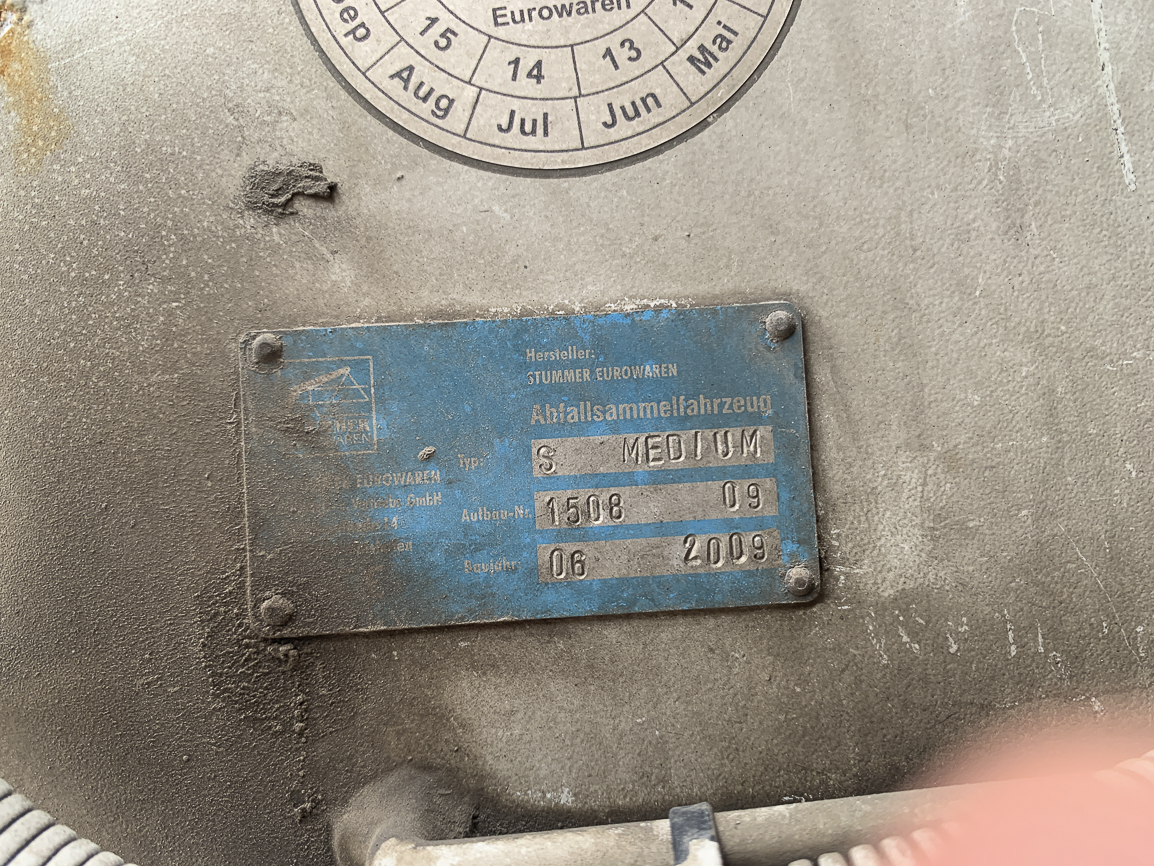 Eurowaren
15 14 13
Sep Aug Jul Jun Mai
Hersteller:
STUMMER EUROWAREN
Abfallsammelfahrzeug
EUROWAREN
GmbH
Typ: S MEDIUM
Aufbau-Nr. 1508 09
Baujahr 06 2009